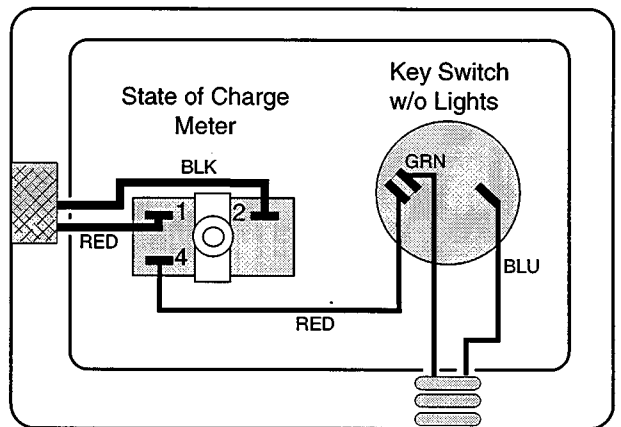 State of Charge
Meter
Key Switch
w/o Lights
BLK
GRN
1
2
RED
4
BLU
RED